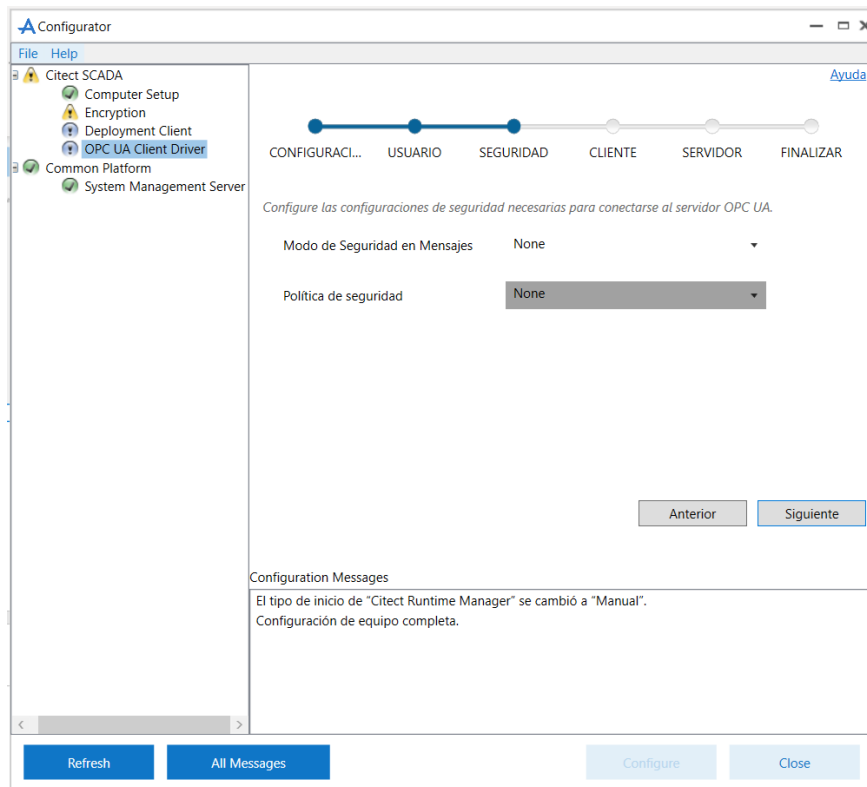 Configurator
File Help
Citect SCADA
Computer Setup
Encryption
Deployment Client
OPC UA Client Driver
Common Platform
System Management Server
Ayuda
CONFIGURACI... USUARIO SEGURIDAD CLIENTE SERVIDOR FINALIZAR
Configure las configuraciones de seguridad necesarias para conectarse al servidor OPC UA.
Modo de Seguridad en Mensajes None
Política de seguridad None
Anterior Siguiente
Configuration Messages
El tipo de inicio de "Citect Runtime Manager" se cambió a "Manual".
Configuración de equipo completa.
Refresh All Messages Configure Close